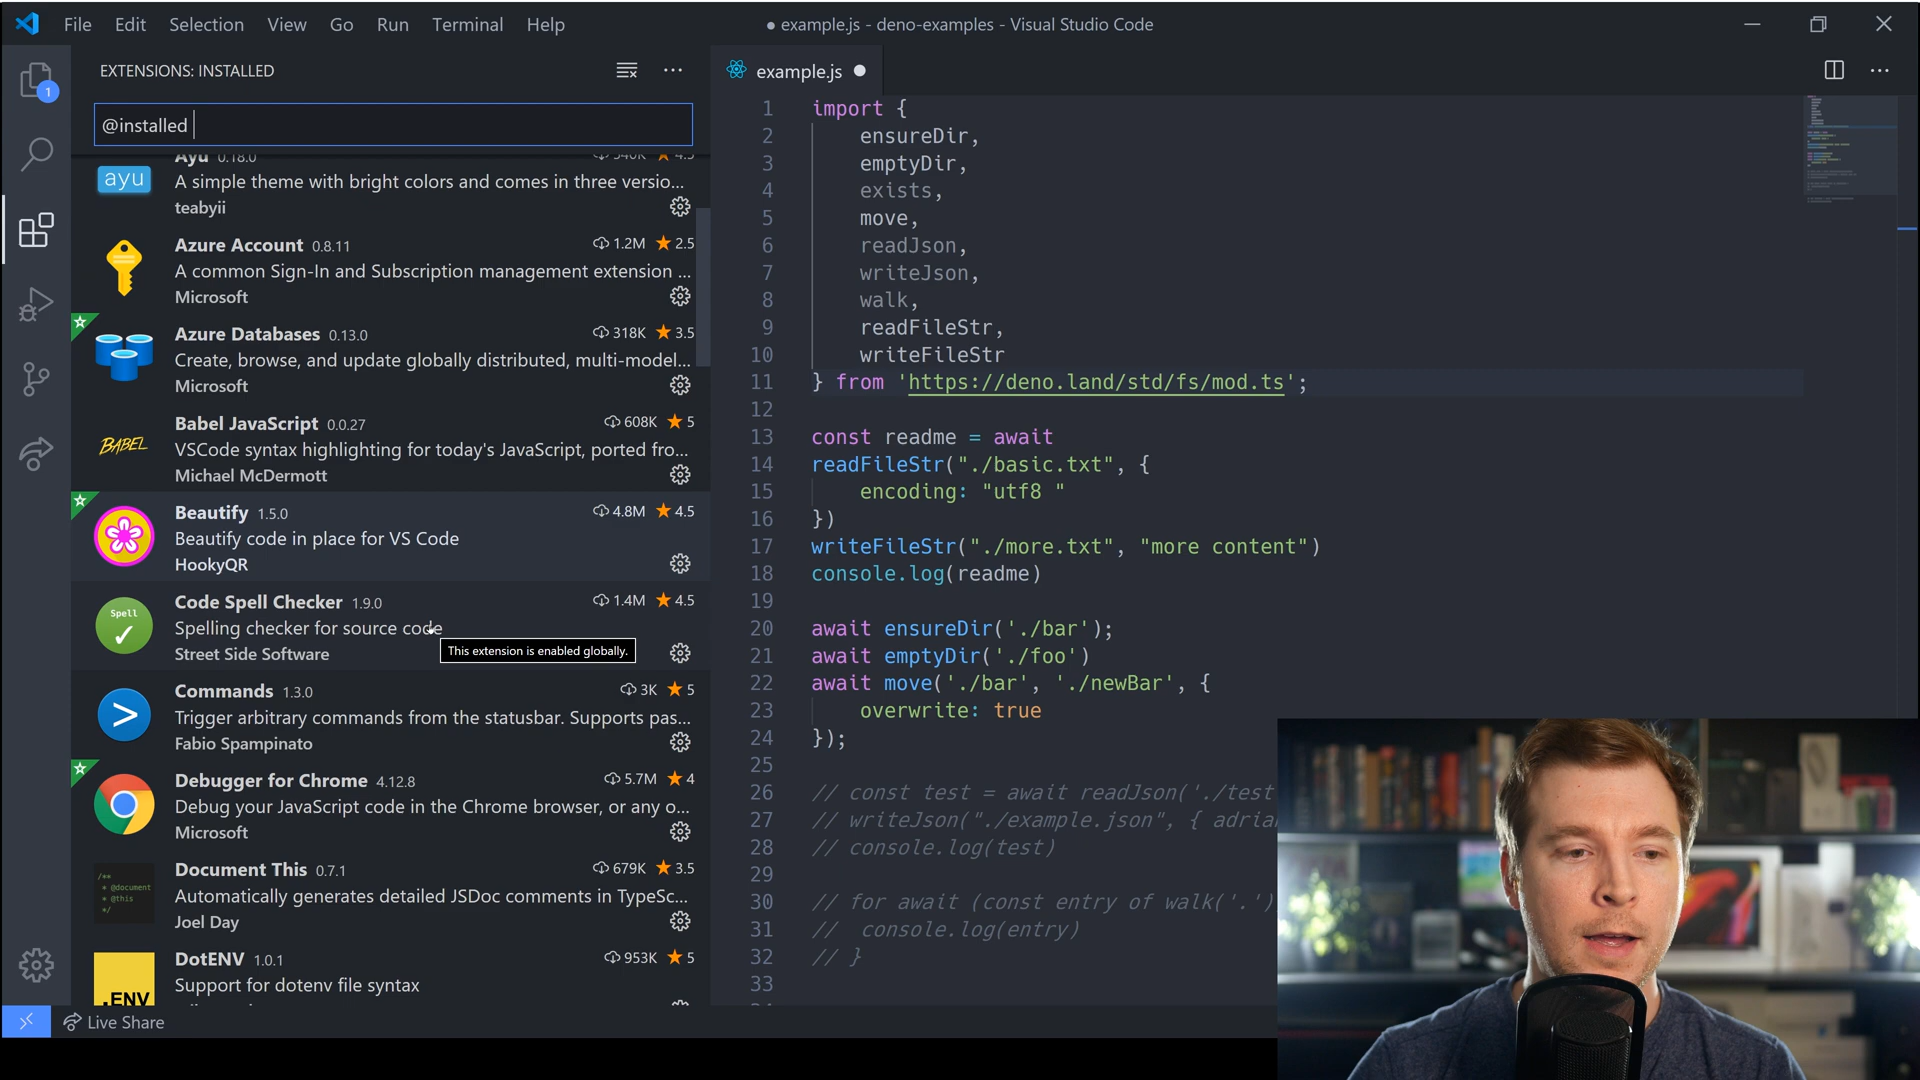 File Edit Selection View Go Run Terminal Help
● example.js - deno-examples - Visual Studio Code
EXTENSIONS: INSTALLED
1
@installed
Ayu 0.18.0 340K ★ 4.5
ayu
A simple theme with bright colors and comes in three versio...
teabyii
Azure Account 0.8.11 1.2M ★ 2.5
A common Sign-In and Subscription management extension ...
Microsoft
Azure Databases 0.13.0 318K ★ 3.5
Create, browse, and update globally distributed, multi-model...
Microsoft
Babel JavaScript 0.0.27 608K ★ 5
BABEL
VSCode syntax highlighting for today's JavaScript, ported fro...
Michael McDermott
Beautify 1.5.0 4.8M ★ 4.5
Beautify code in place for VS Code
HookyQR
Code Spell Checker 1.9.0 1.4M ★ 4.5
Spell
Spelling checker for source code
This extension is enabled globally.
Street Side Software
Commands 1.3.0 3K ★ 5
Trigger arbitrary commands from the statusbar. Supports pas...
Fabio Spampinato
Debugger for Chrome 4.12.8 5.7M ★ 4
Debug your JavaScript code in the Chrome browser, or any o...
Microsoft
Document This 0.7.1 679K ★ 3.5
/**
* @document
* @this
*/
Automatically generates detailed JSDoc comments in TypeSc...
Joel Day
DotENV 1.0.1 953K ★ 5
.ENV
Support for dotenv file syntax
Live Share
example.js ●
1 import {
2 ensureDir,
3 emptyDir,
4 exists,
5 move,
6 readJson,
7 writeJson,
8 walk,
9 readFileStr,
10 writeFileStr
11 } from 'https://deno.land/std/fs/mod.ts';
12
13 const readme = await
14 readFileStr("./basic.txt", {
15 encoding: "utf8 "
16 })
17 writeFileStr("./more.txt", "more content")
18 console.log(readme)
19
20 await ensureDir('./bar');
21 await emptyDir('./foo')
22 await move('./bar', './newBar', {
23 overwrite: true
24 });
25
26 // const test = await readJson('./test
27 // writeJson("./example.json", { adria
28 // console.log(test)
29
30 // for await (const entry of walk('.')
31 // console.log(entry)
32 // }
33